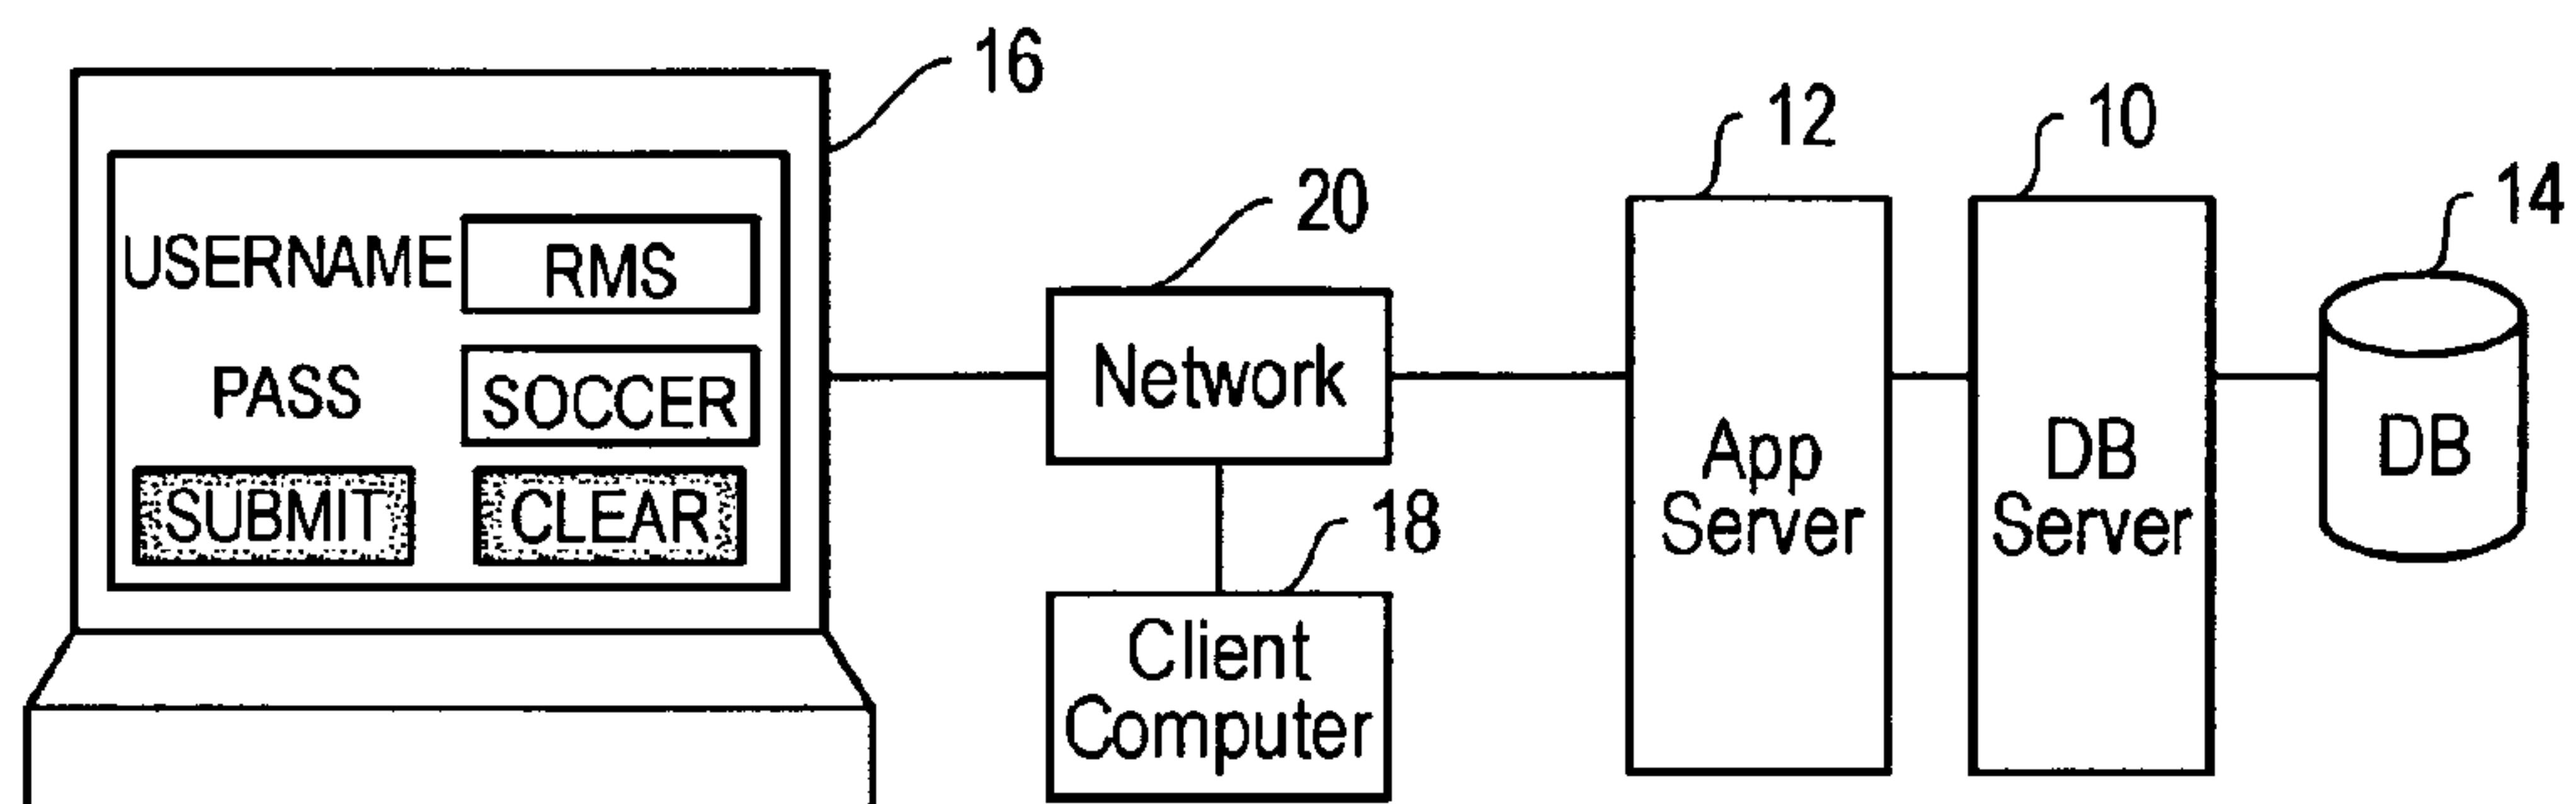 16
USERNAME RMS
PASS SOCCER
SUBMIT CLEAR
20
Network
18
Client
Computer
12
App
Server
10
DB
Server
14
DB